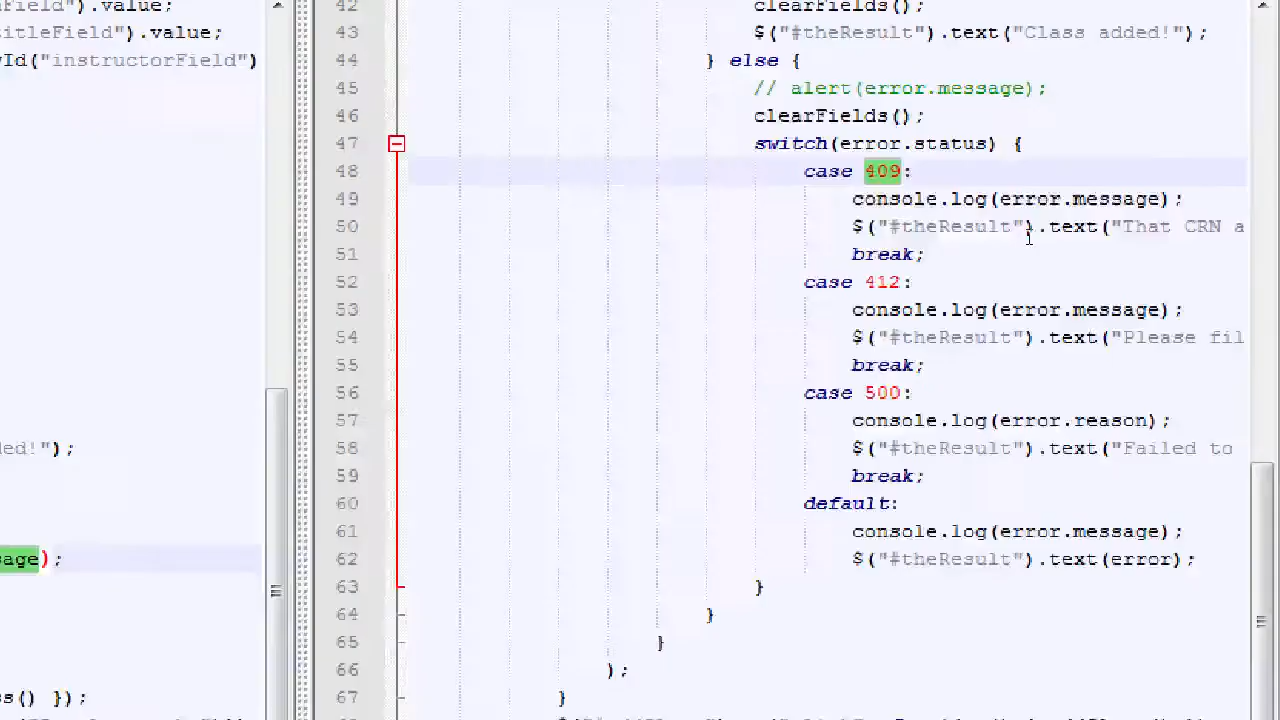 Field").value;
itleField").value;
yId("instructorField")
ded!");
sage);
ss() });
42 clearFields();
43 $("#theResult").text("Class added!");
44 } else {
45 // alert(error.message);
46 clearFields();
47 switch(error.status) {
48 case 409:
49 console.log(error.message);
50 $("#theResult").text("That CRN a
51 break;
52 case 412:
53 console.log(error.message);
54 $("#theResult").text("Please fil
55 break;
56 case 500:
57 console.log(error.reason);
58 $("#theResult").text("Failed to
59 break;
60 default:
61 console.log(error.message);
62 $("#theResult").text(error);
63 }
64 }
65 }
66 );
67 }